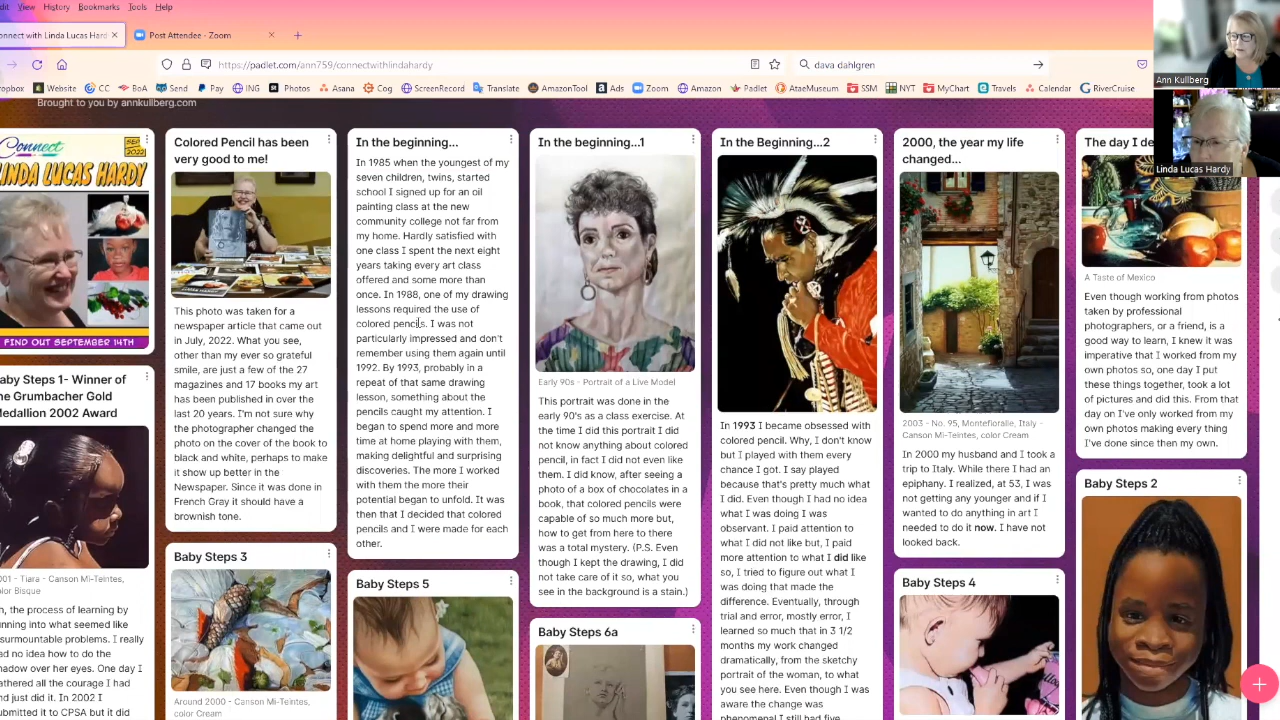 dit View History Bookmarks Tools Help
onnect with Linda Lucas Hard
Post Attendee - Zoom
https://padlet.com/ann759/connectwithlindahardy
dava dahlgren
ropbox Website CC BoA Send Pay ING Photos Asana Cog ScreenRecord Translate AmazonTool Ads Zoom Amazon Padlet AtaeMuseum SSM NYT MyChart Travels Calendar RiverCruise
Ann Kullberg
Linda Lucas Hardy
Brought to you by annkullberg.com
Connect
SEP
2022
LINDA LUCAS HARDY
FIND OUT SEPTEMBER 14TH
aby Steps 1- Winner of
he Grumbacher Gold
Medallion 2002 Award
001 - Tiara - Canson Mi-Teintes,
olor Bisque
h, the process of learning by
unning into what seemed like
surmountable problems. I really
ad no idea how to do the
hadow over her eyes. One day I
athered all the courage I had
nd just did it. In 2002 I
ubmitted it to CPSA but it did
Colored Pencil has been
very good to me!
This photo was taken for a
newspaper article that came out
in July, 2022. What you see,
other than my ever so grateful
smile, are just a few of the 27
magazines and 17 books my art
has been published in over the
last 20 years. I'm not sure why
the photographer changed the
photo on the cover of the book to
black and white, perhaps to make
it show up better in the
Newspaper. Since it was done in
French Gray it should have a
brownish tone.
Baby Steps 3
Around 2000 - Canson Mi-Teintes,
color Cream
In the beginning...
In 1985 when the youngest of my
seven children, twins, started
school I signed up for an oil
painting class at the new
community college not far from
my home. Hardly satisfied with
one class I spent the next eight
years taking every art class
offered and some more than
once. In 1988, one of my drawing
lessons required the use of
colored pencils. I was not
particularly impressed and don't
remember using them again until
1992. By 1993, probably in a
repeat of that same drawing
lesson, something about the
pencils caught my attention. I
began to spend more and more
time at home playing with them,
making delightful and surprising
discoveries. The more I worked
with them the more their
potential began to unfold. It was
then that I decided that colored
pencils and I were made for each
other.
Baby Steps 5
In the beginning...1
Early 90s - Portrait of a Live Model
This portrait was done in the
early 90's as a class exercise. At
the time I did this portrait I did
not know anything about colored
pencil, in fact I did not even like
them. I did know, after seeing a
photo of a box of chocolates in a
book, that colored pencils were
capable of so much more but,
how to get from here to there
was a total mystery. (P.S. Even
though I kept the drawing, I did
not take care of it so, what you
see in the background is a stain.)
Baby Steps 6a
In the Beginning...2
In 1993 I became obsessed with
colored pencil. Why, I don't know
but I played with them every
chance I got. I say played
because that's pretty much what
I did. Even though I had no idea
what I was doing I was
observant. I paid attention to
what I did not like but, I paid
more attention to what I did like
so, I tried to figure out what I
was doing that made the
difference. Eventually, through
trial and error, mostly error, I
learned so much that in 3 1/2
months my work changed
dramatically, from the sketchy
portrait of the woman, to what
you see here. Even though I was
aware the change was
phenomenal I still had five
2000, the year my life
changed...
2003 - No. 95, Montefioralle, Italy -
Canson Mi-Teintes, color Cream
In 2000 my husband and I took a
trip to Italy. While there I had an
epiphany. I realized, at 53, I was
not getting any younger and if I
wanted to do anything in art I
needed to do it now. I have not
looked back.
Baby Steps 4
The day I de
A Taste of Mexico
Even though working from photos
taken by professional
photographers, or a friend, is a
good way to learn, I knew it was
imperative that I worked from my
own photos so, one day I put
these things together, took a lot
of pictures and did this. From that
day on I've only worked from my
own photos making every thing
I've done since then my own.
Baby Steps 2